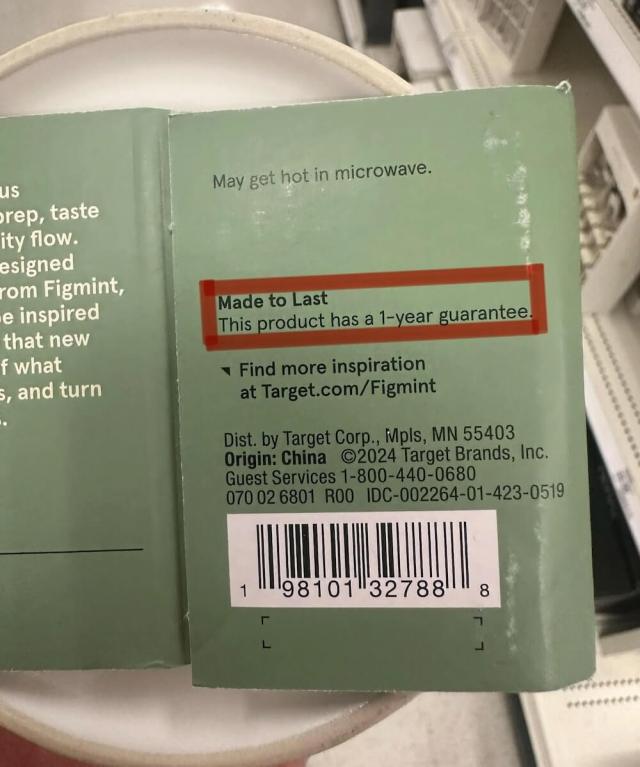 us
prep, taste
ity flow.
esigned
rom Figmint,
be inspired
that new
f what
s, and turn
.
May get hot in microwave.
Made to Last
This product has a 1-year guarantee.
Find more inspiration
at Target.com/Figmint
Dist. by Target Corp., Mpls, MN 55403
Origin: China ©2024 Target Brands, Inc.
Guest Services 1-800-440-0680
070 02 6801 R00 IDC-002264-01-423-0519
1 98101 32788 8